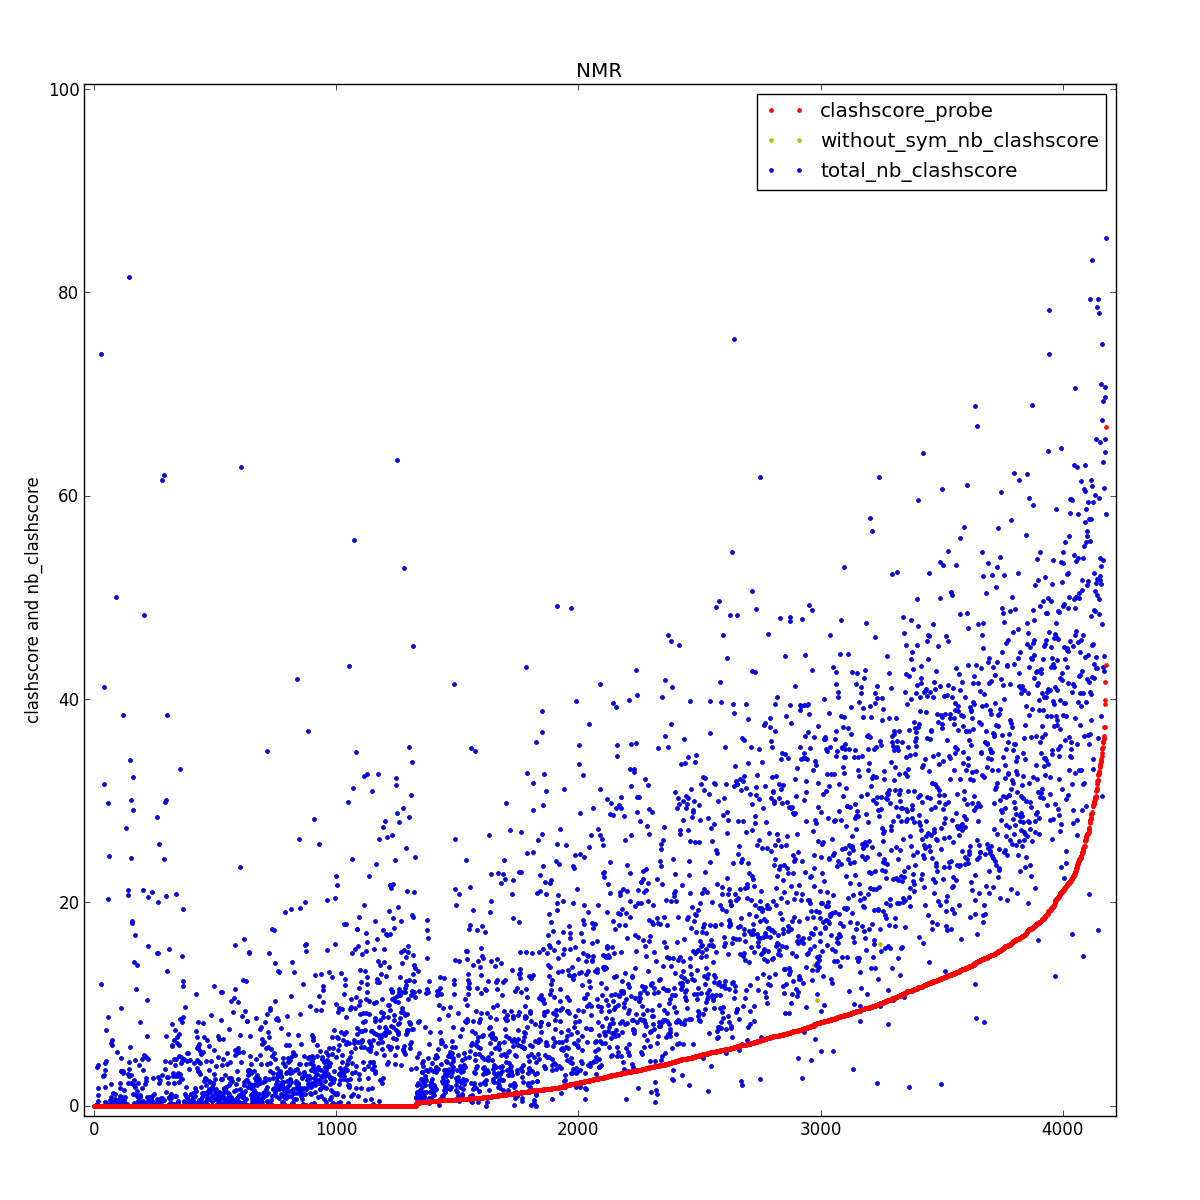 NMR
clashscore_probe
without_sym_nb_clashscore
total_nb_clashscore
clashscore and nb_clashscore
100
80
60
40
20
0
0
1000
2000
3000
4000